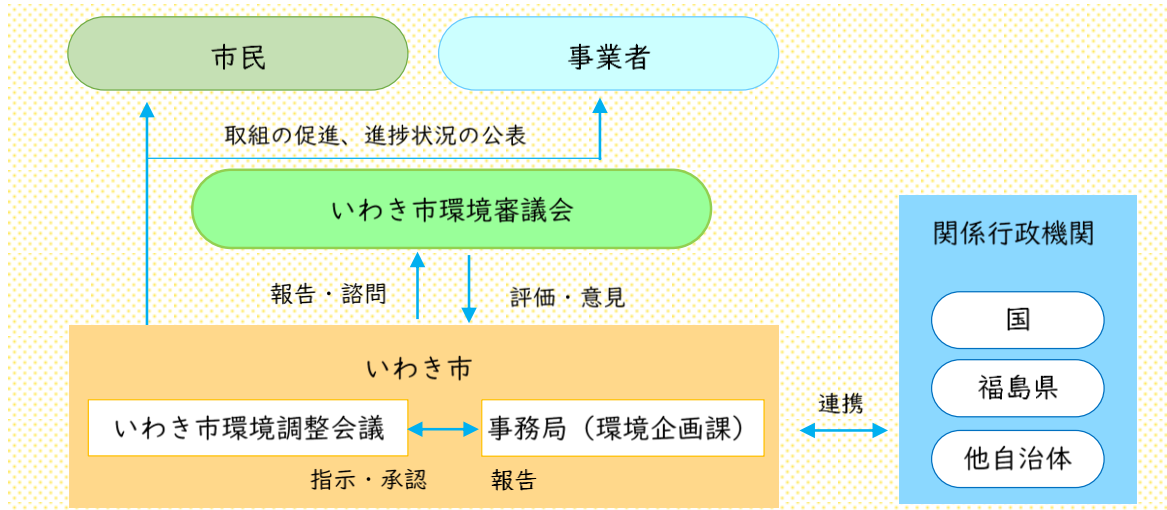 市民
事業者
取組の促進、進捗状況の公表
いわき市環境審議会
報告・諮問
評価・意見
いわき市
いわき市環境調整会議
事務局（環境企画課）
指示・承認
報告
連携
関係行政機関
国
福島県
他自治体